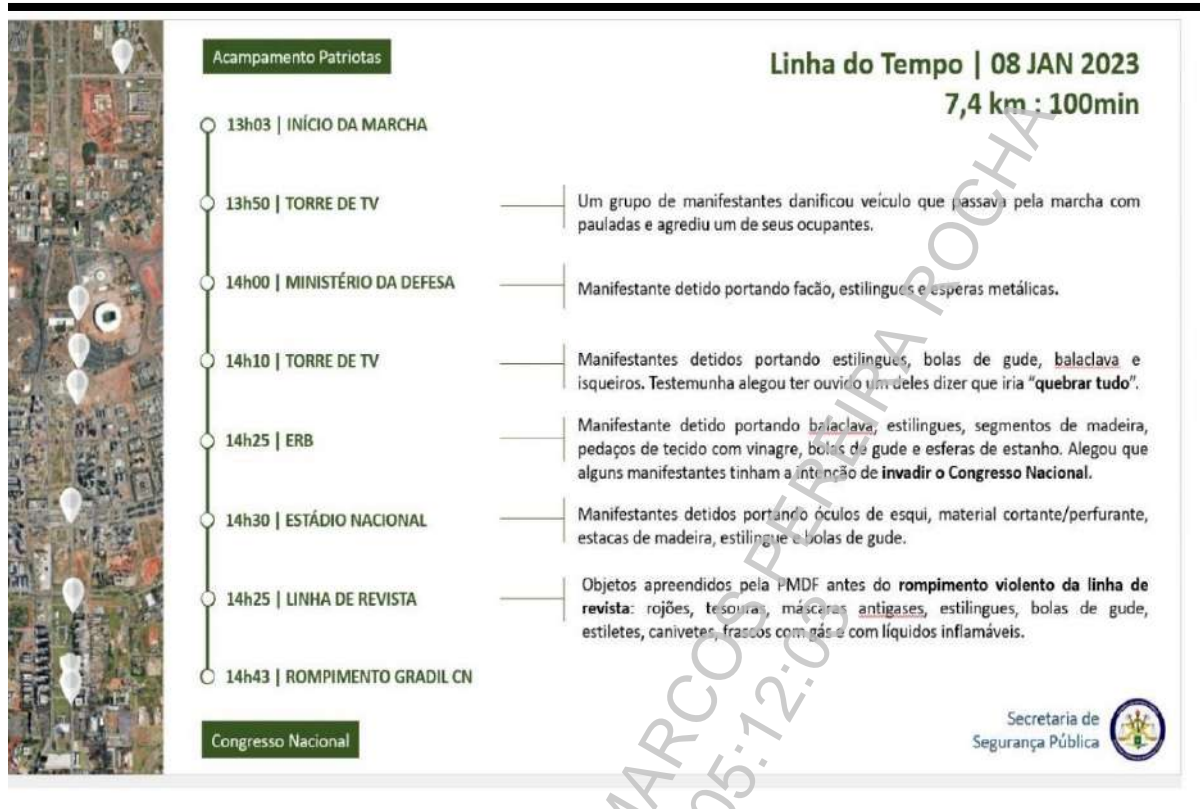 Acampamento Patriotas
Linha do Tempo | 08 JAN 2023
7,4 km : 100min
13h03 | INÍCIO DA MARCHA
13h50 | TORRE DE TV
Um grupo de manifestantes danificou veículo que passava pela marcha com
pauladas e agrediu um de seus ocupantes.
14h00 | MINISTÉRIO DA DEFESA
Manifestante detido portando facão, estilingues e esperas metálicas.
14h10 | TORRE DE TV
Manifestantes detidos portando estilingues, bolas de gude, balaclava e
isqueiros. Testemunha alegou ter ouvido um deles dizer que iria “quebrar tudo”.
14h25 | ERB
Manifestante detido portando balaclava, estilingues, segmentos de madeira,
pedaços de tecido com vinagre, bolas de gude e esferas de estanho. Alegou que
alguns manifestantes tinham a intenção de invadir o Congresso Nacional.
14h30 | ESTÁDIO NACIONAL
Manifestantes detidos portando óculos de esqui, material cortante/perfurante,
estacas de madeira, estilingue e bolas de gude.
14h25 | LINHA DE REVISTA
Objetos apreendidos pela PMDF antes do rompimento violento da linha de
revista: rojões, tesouras, máscaras antigases, estilingues, bolas de gude,
estiletes, canivetes, frascos com gás e com líquidos inflamáveis.
14h43 | ROMPIMENTO GRADIL CN
Congresso Nacional
Secretaria de
Segurança Pública
MARCOS PEREIRA ROCHA
05:12:03